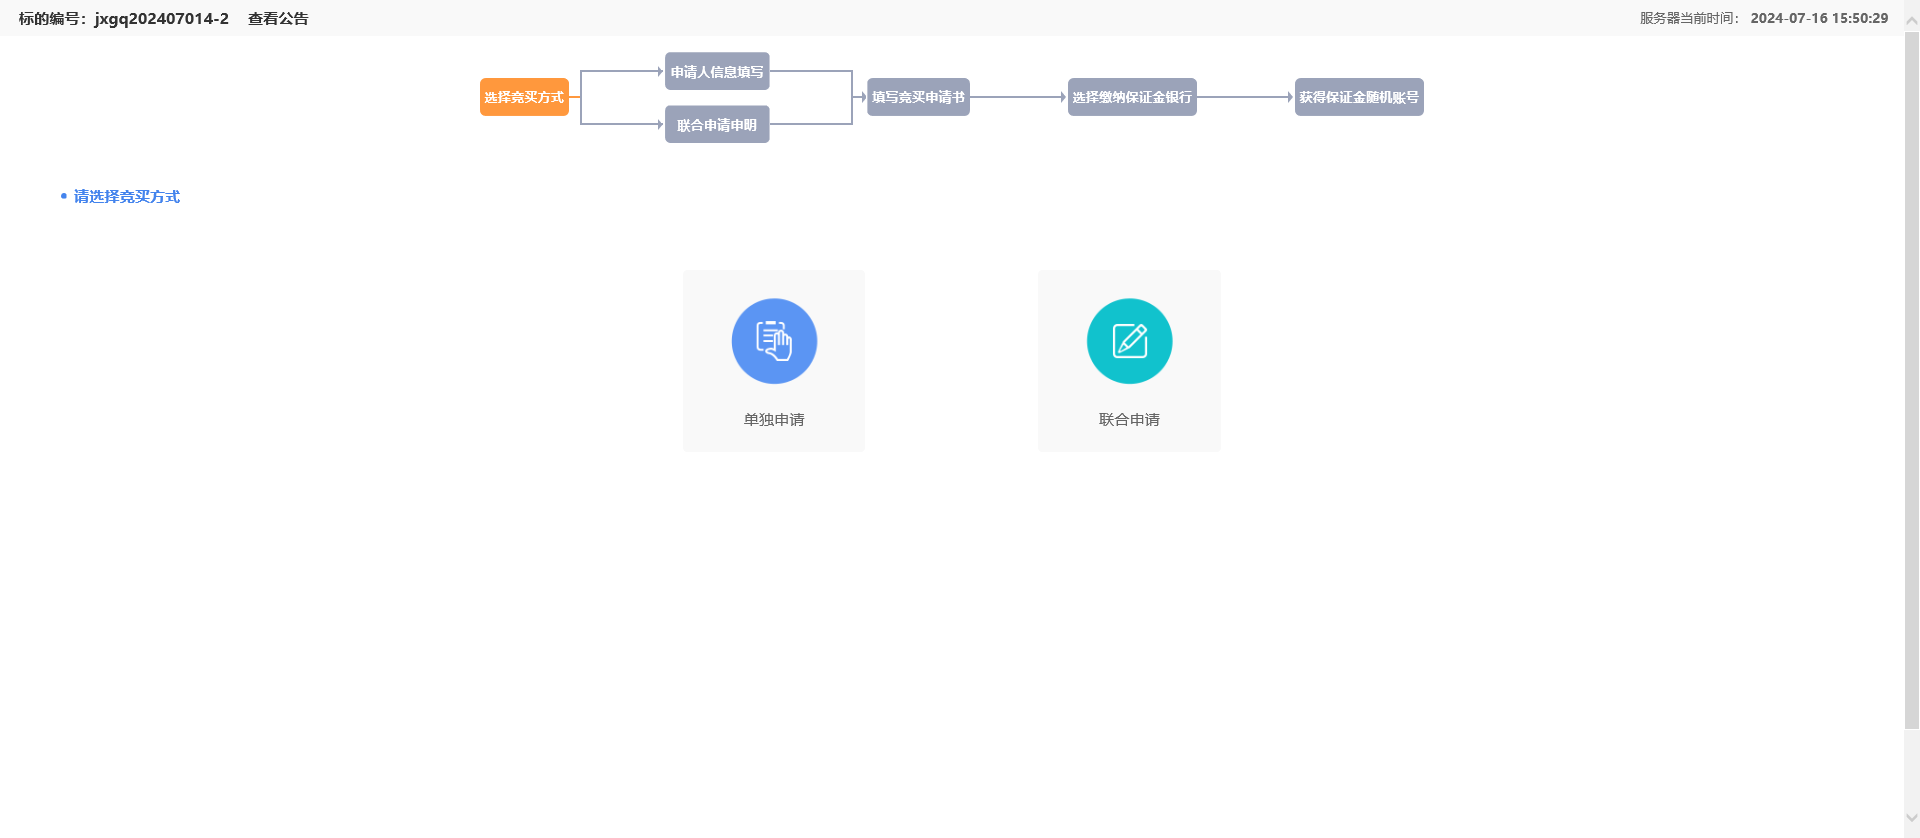 标的编号：jxgq202407014-2 查看公告 服务器当前时间： 2024-07-16 15:50:29
申请人信息填写
选择竞买方式 填写竞买申请书 选择缴纳保证金银行 获得保证金随机账号
联合申请申明
请选择竞买方式
单独申请 联合申请